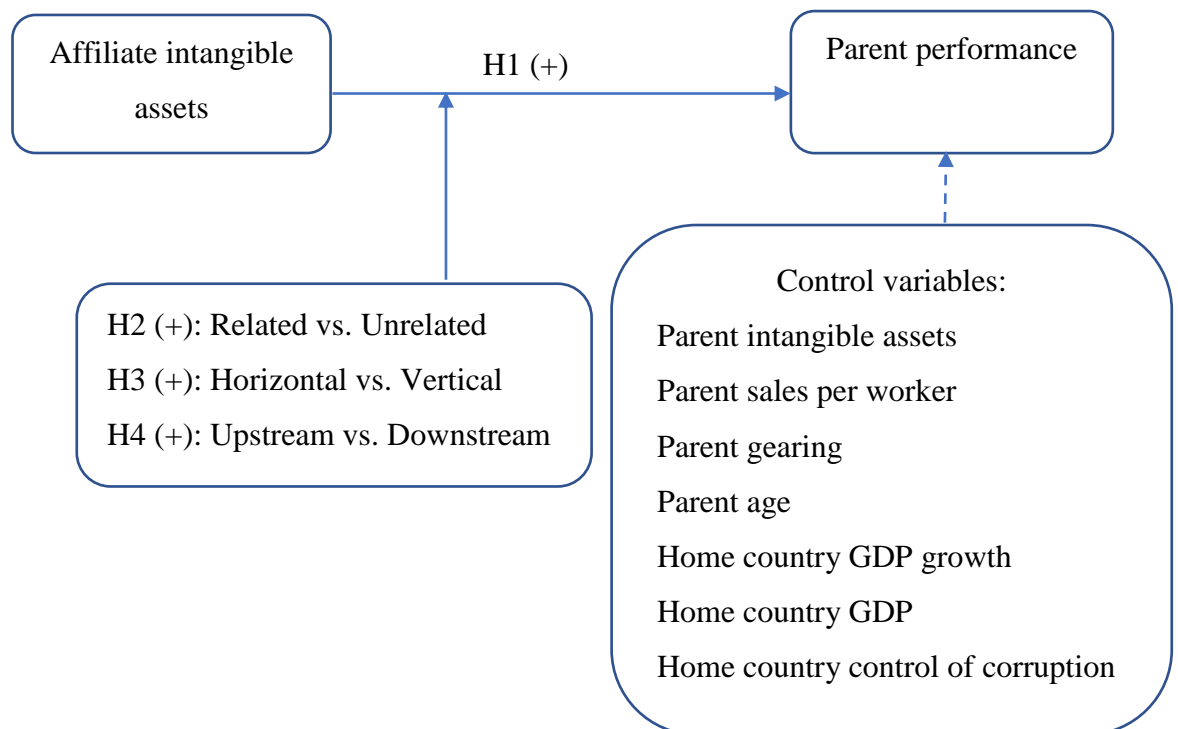 Affiliate intangible
assets
H1 (+)
Parent performance
H2 (+): Related vs. Unrelated
H3 (+): Horizontal vs. Vertical
H4 (+): Upstream vs. Downstream
Control variables:
Parent intangible assets
Parent sales per worker
Parent gearing
Parent age
Home country GDP growth
Home country GDP
Home country control of corruption